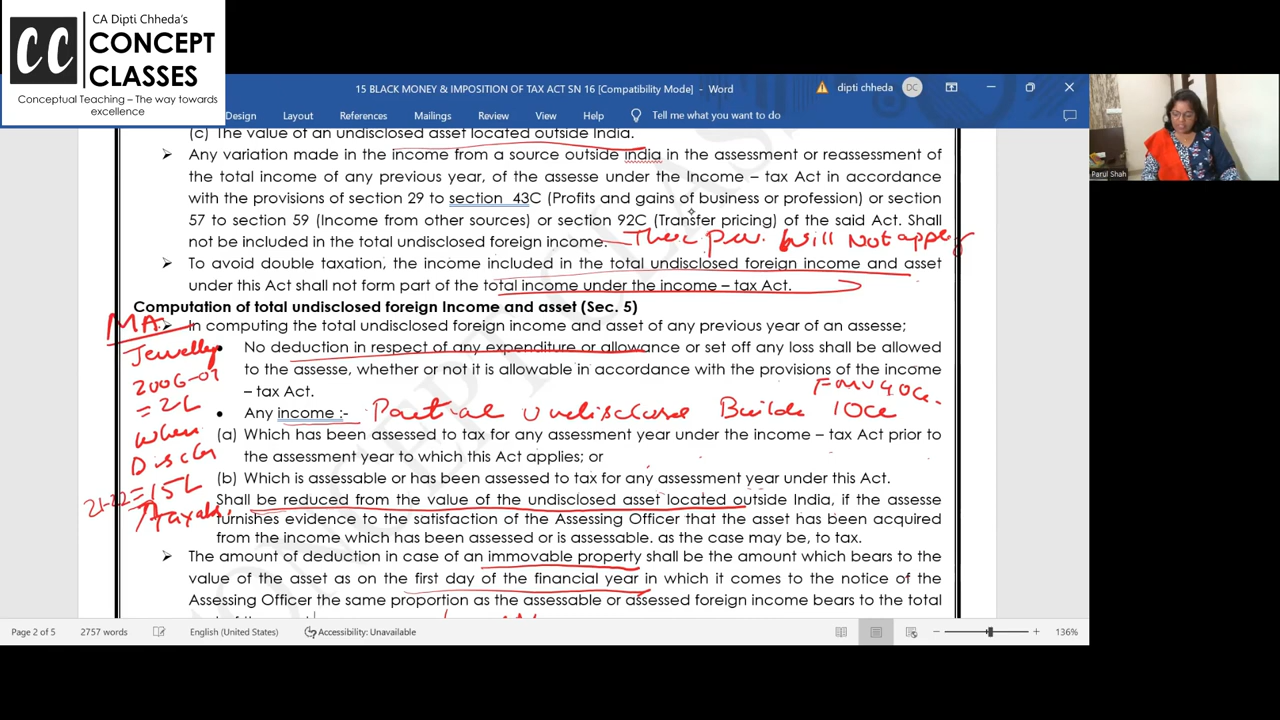 CA Dipti Chheda's
CC CONCEPT
CLASSES
Conceptual Teaching – The way towards
excellence
15 BLACK MONEY & IMPOSITION OF TAX ACT SN 16 [Compatibility Mode] - Word
dipti chheda DC
Design Layout References Mailings Review View Help Tell me what you want to do
Parul Shah
(c) The value of an undisclosed asset located outside India.
Any variation made in the income from a source outside india in the assessment or reassessment of
the total income of any previous year, of the assesse under the Income – tax Act in accordance
with the provisions of section 29 to section 43C (Profits and gains of business or profession) or section
57 to section 59 (Income from other sources) or section 92C (Transfer pricing) of the said Act. Shall
not be included in the total undisclosed foreign income. will Not apply
To avoid double taxation, the income included in the total undisclosed foreign income and asset
under this Act shall not form part of the total income under the income – tax Act.
Computation of total undisclosed foreign Income and asset (Sec. 5)
MA
In computing the total undisclosed foreign income and asset of any previous year of an assesse;
Jewellery
No deduction in respect of any expenditure or allowance or set off any loss shall be allowed
to the assesse, whether or not it is allowable in accordance with the provisions of the income
2006-07
– tax Act.
FMV 40ce.
= 2L
Any income :- Partial undisclosed Builde 10ce
when
(a) Which has been assessed to tax for any assessment year under the income – tax Act prior to
the assessment year to which this Act applies; or
(b) Which is assessable or has been assessed to tax for any assessment year under this Act.
21-22 = 15L
Shall be reduced from the value of the undisclosed asset located outside India, if the assesse
Taxable.
furnishes evidence to the satisfaction of the Assessing Officer that the asset has been acquired
from the income which has been assessed or is assessable. as the case may be, to tax.
The amount of deduction in case of an immovable property shall be the amount which bears to the
value of the asset as on the first day of the financial year in which it comes to the notice of the
Assessing Officer the same proportion as the assessable or assessed foreign income bears to the total
Page 2 of 5 2757 words English (United States) Accessibility: Unavailable 136%